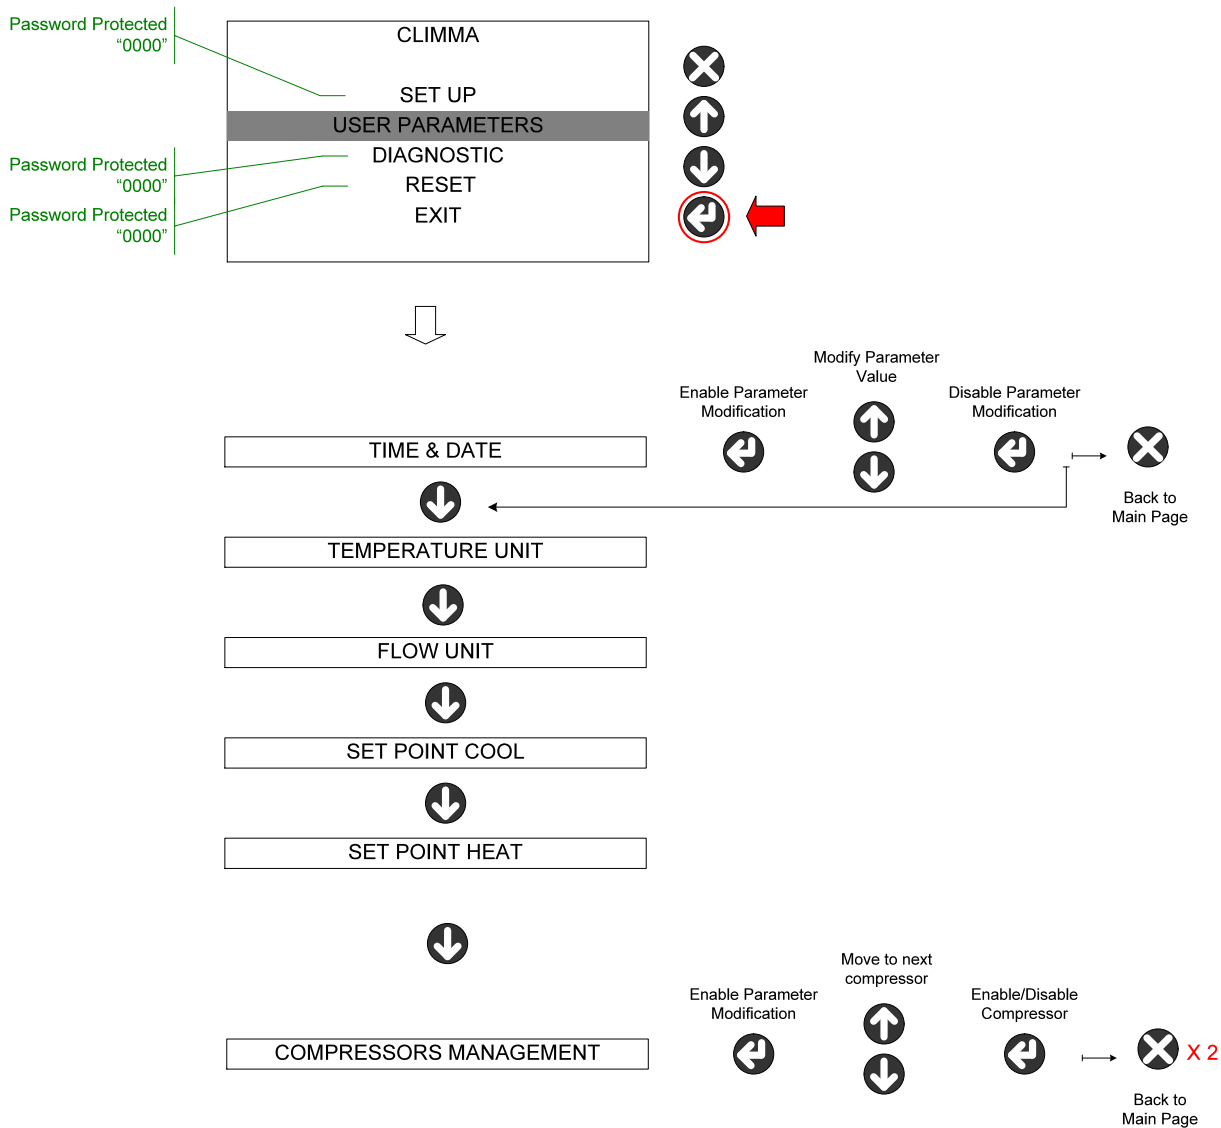 Password Protected
“0000”
CLIMMA
SET UP
USER PARAMETERS
DIAGNOSTIC
RESET
EXIT
Password Protected
“0000”
Password Protected
“0000”
Modify Parameter
Value
Enable Parameter
Modification
Disable Parameter
Modification
TIME & DATE
Back to
Main Page
TEMPERATURE UNIT
FLOW UNIT
SET POINT COOL
SET POINT HEAT
Move to next
compressor
Enable Parameter
Modification
Enable/Disable
Compressor
COMPRESSORS MANAGEMENT
X 2
Back to
Main Page